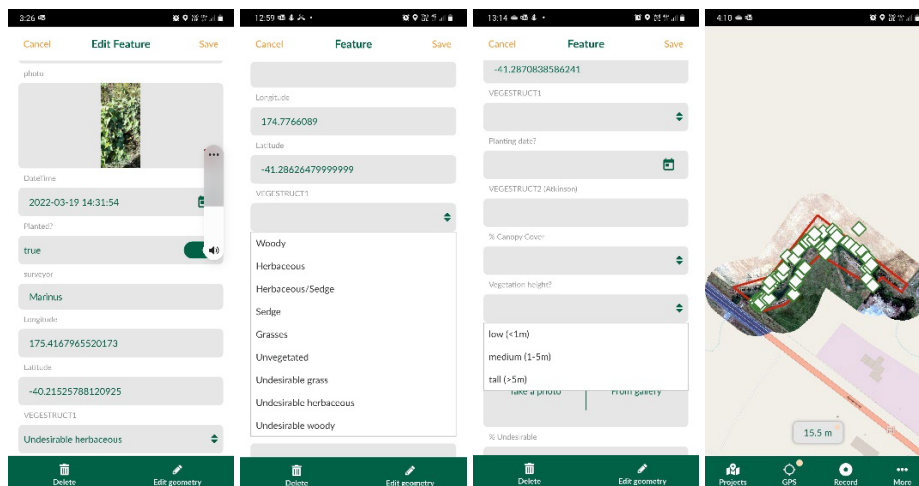 3:26
Cancel
Edit Feature
Save
photo
DateTime
2022-03-19 14:31:54
Planted?
true
surveyor
Marinus
Longitude
175.4167965520173
Latitude
-40.21525788120925
VEGESTRUCT1
Undesirable herbaceous
Delete
Edit geometry
12:59
Cancel
Feature
Save
Longitude
174.7766089
Latitude
-41.28626479999999
VEGESTRUCT1
Woody
Herbaceous
Herbaceous/Sedge
Sedge
Grasses
Unvegetated
Undesirable grass
Undesirable herbaceous
Undesirable woody
Delete
Edit geometry
13:14
Cancel
Feature
Save
-41.2870838586241
VEGESTRUCT1
Planting date?
VEGESTRUCT2 (Atkinson)
% Canopy Cover
Vegetation height?
low (<1m)
medium (1-5m)
tall (>5m)
Take a photo
From gallery
% Undesirable
Delete
Edit geometry
4:10
15.5 m
Projects
GPS
Record
More